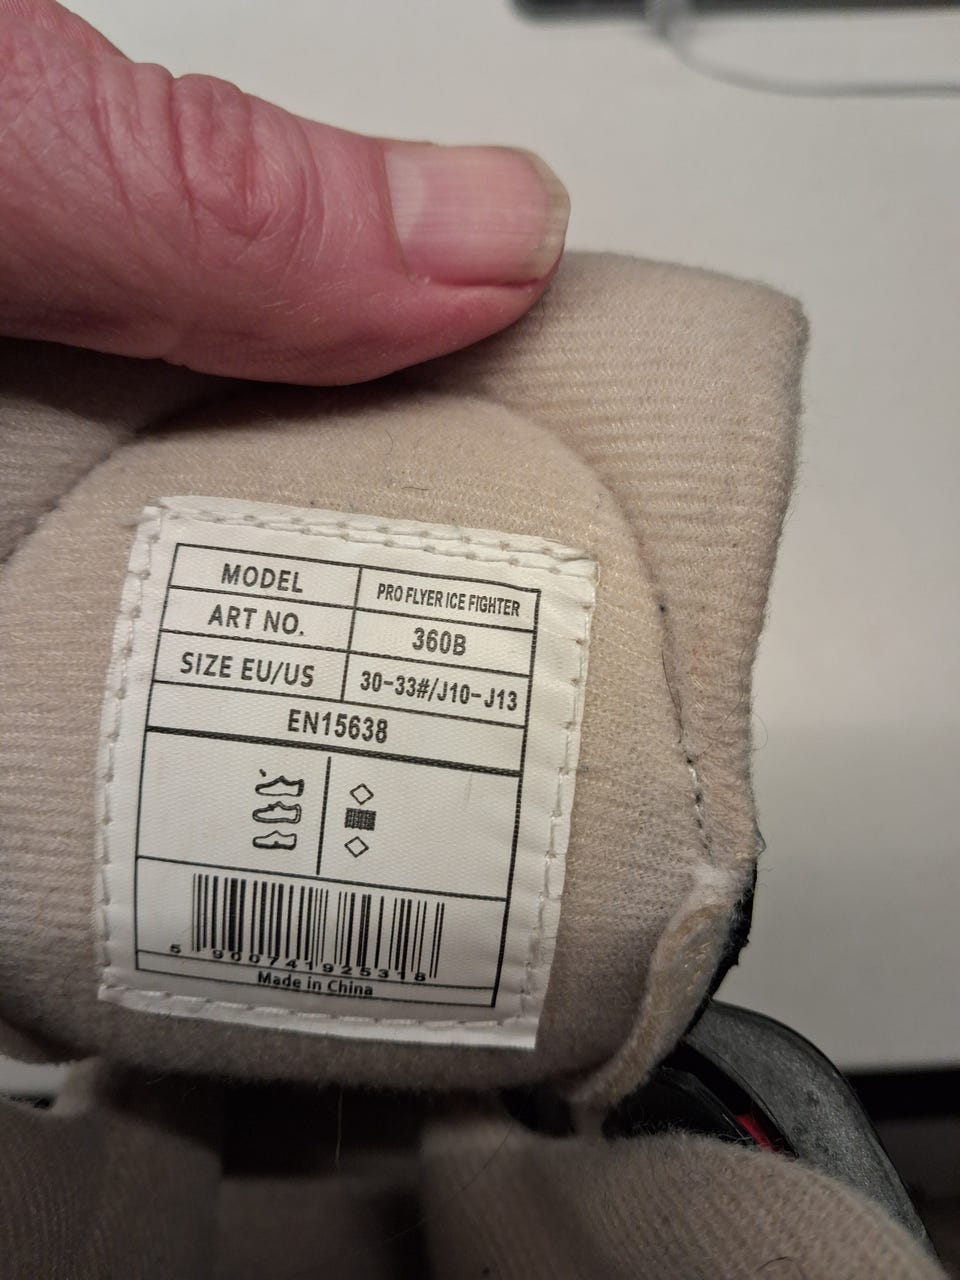 MODEL PRO FLYER ICE FIGHTER
ART NO. 360B
SIZE EU/US 30-33#/J10-J13
EN15638
5 900741 925318
Made in China